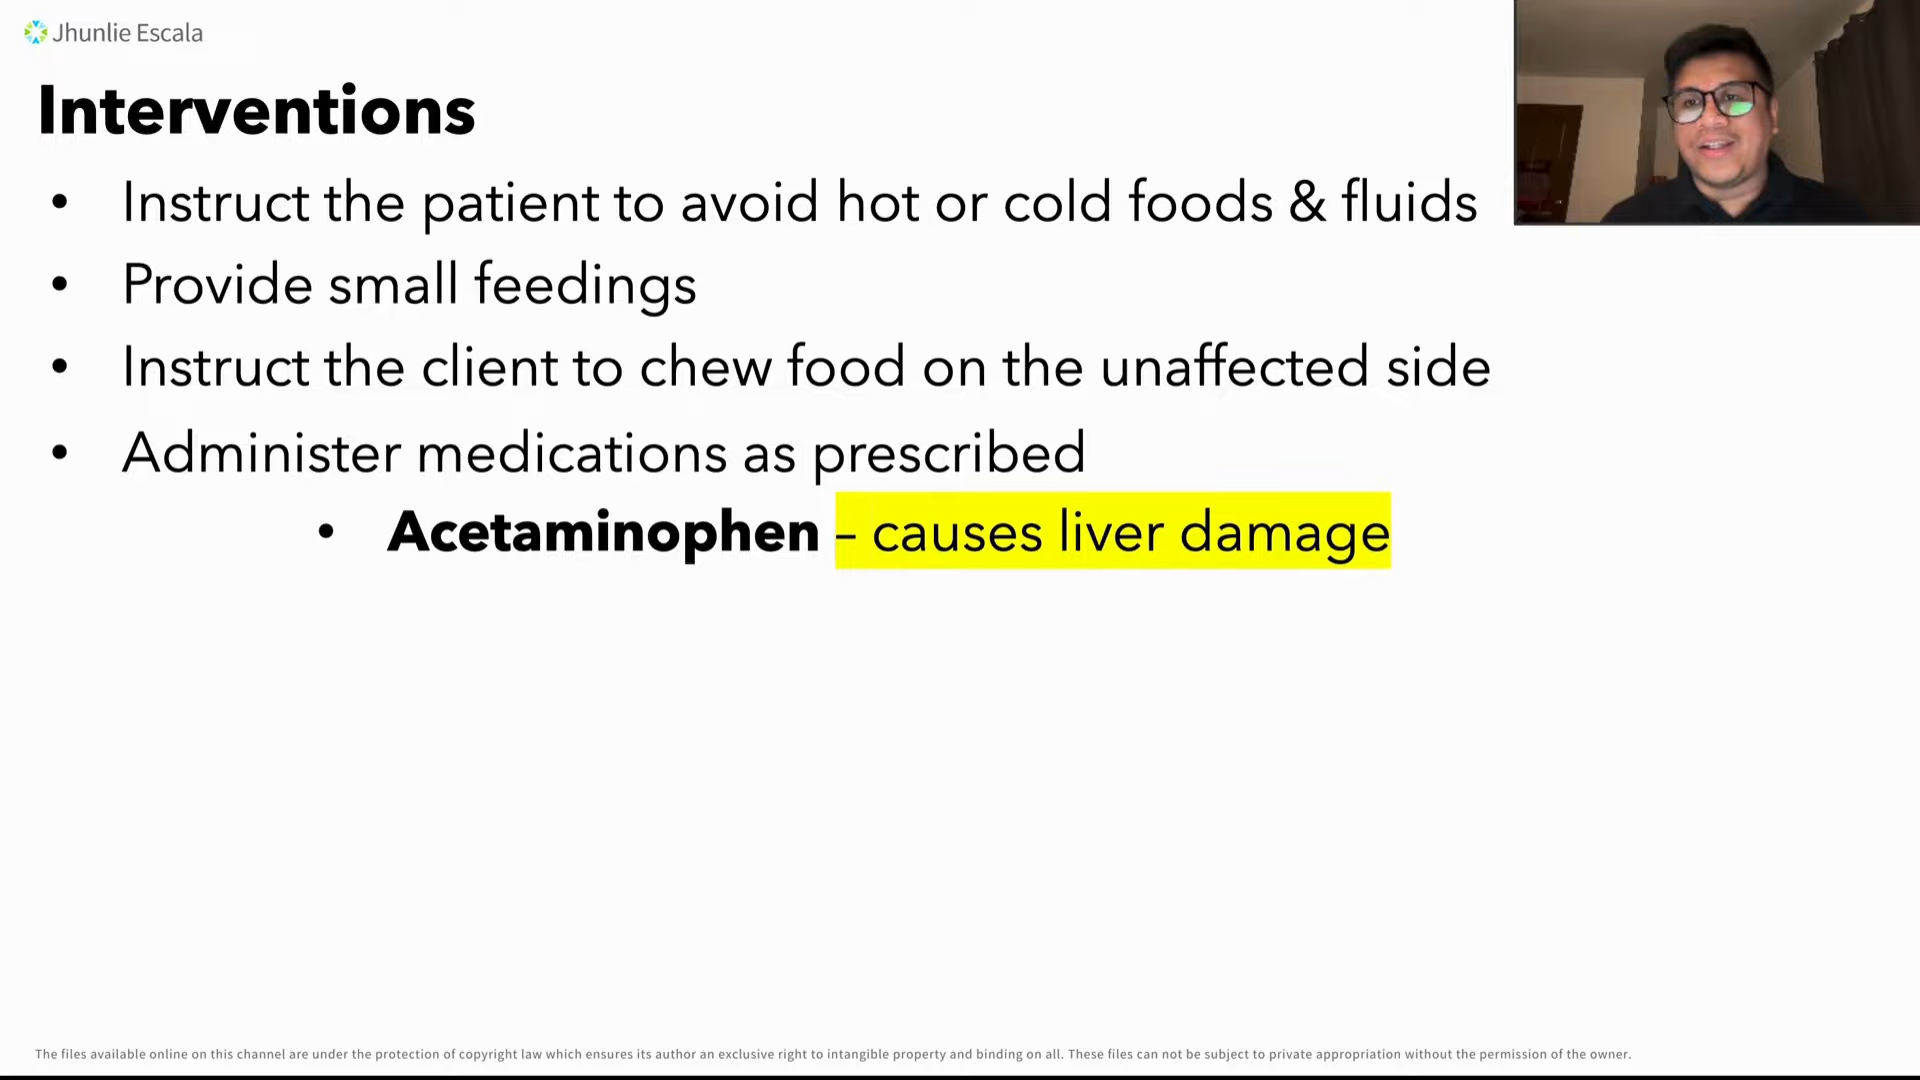 Jhunlie Escala
Interventions
• Instruct the patient to avoid hot or cold foods & fluids
• Provide small feedings
• Instruct the client to chew food on the unaffected side
• Administer medications as prescribed
• Acetaminophen – causes liver damage
The files available online on this channel are under the protection of copyright law which ensures its author an exclusive right to intangible property and binding on all. These files can not be subject to private appropriation without the permission of the owner.